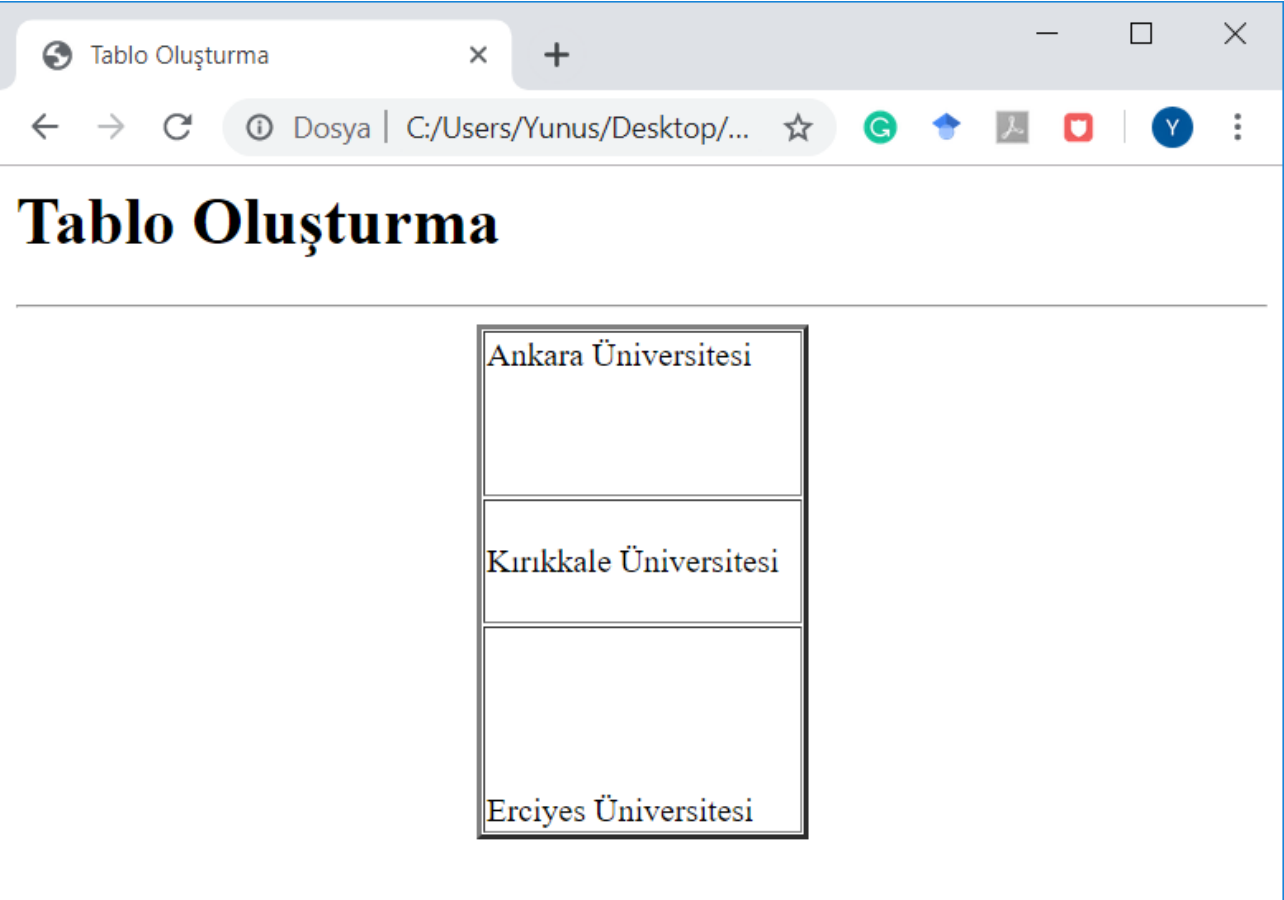 Tablo Oluşturma
Dosya | C:/Users/Yunus/Desktop/...
G
Y
Tablo Oluşturma
Ankara Üniversitesi
Kırıkkale Üniversitesi
Erciyes Üniversitesi